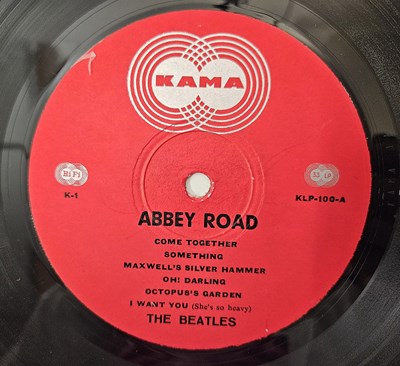 KAMA
Hi Fi
33 LP
K-1
KLP-100-A
ABBEY ROAD
COME TOGETHER
SOMETHING
MAXWELL'S SILVER HAMMER
OH! DARLING
OCTOPUS'S GARDEN
I WANT YOU (She's so heavy)
THE BEATLES